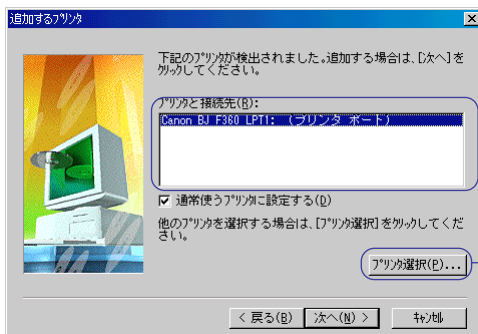 追加するプリンタ
下記のプリンタが検出されました。追加する場合は、[次へ]を
クリックしてください。
プリンタと接続先(R):
Canon BJ F360 LPT1: (プリンタ ポート)
通常使うプリンタに設定する(D)
他のプリンタを選択する場合は、[プリンタ選択]をクリックしてくだ
さい。
プリンタ選択(P)...
< 戻る(B)
次へ(N) >
キャンセル